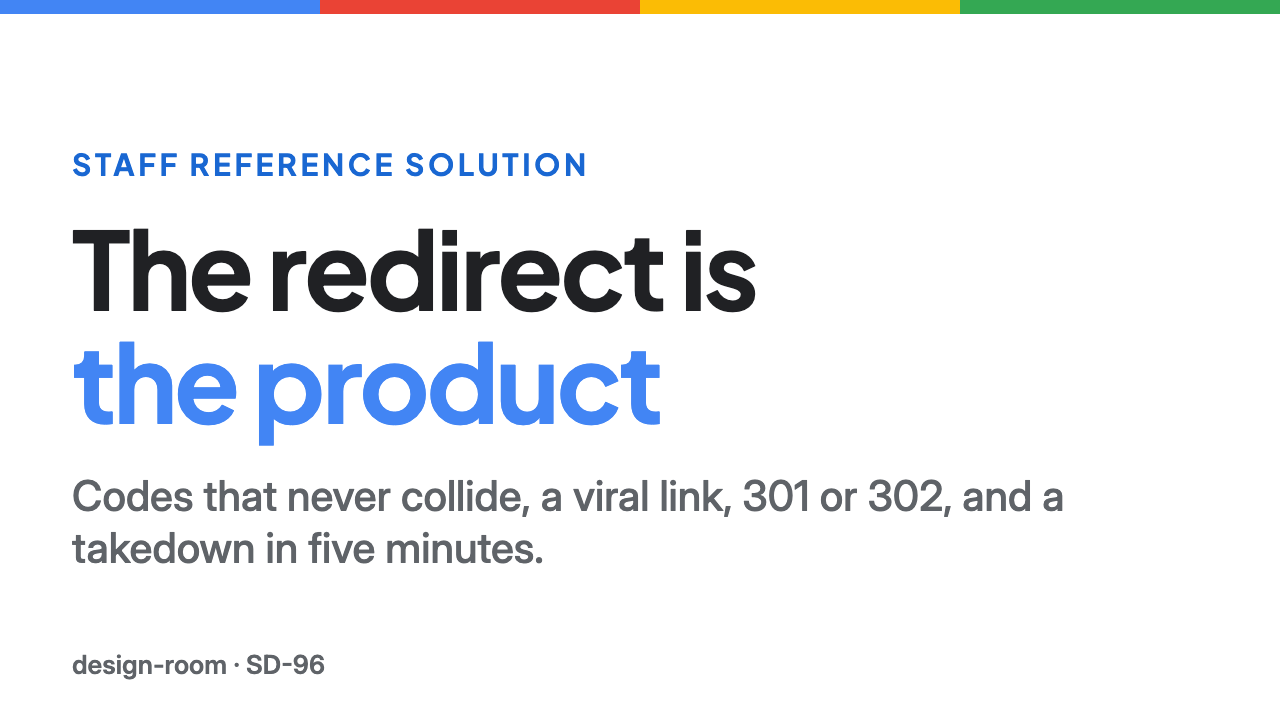 STAFF REFERENCE SOLUTION
The redirect is
the product
Codes that never collide, a viral link, 301 or 302, and a
takedown in five minutes.
design-room · SD-96